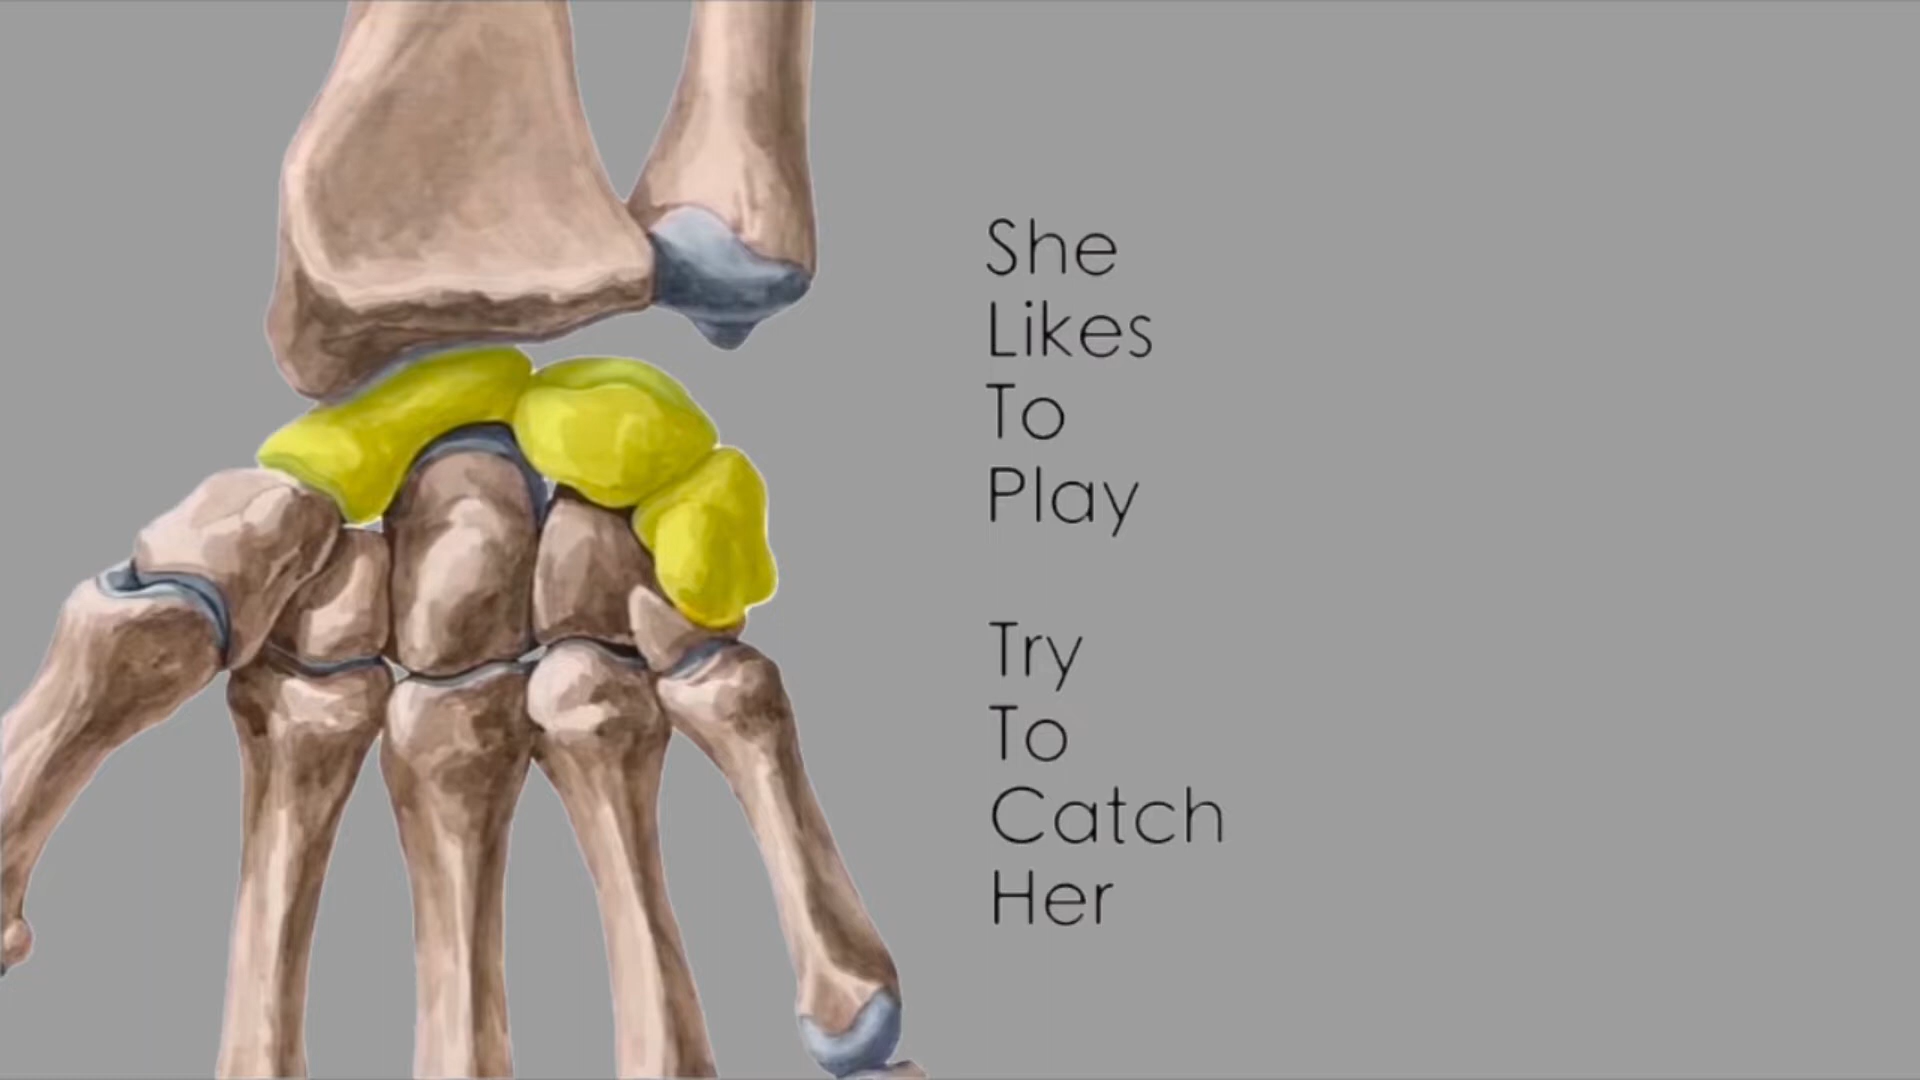 She
Likes
To
Play
Try
To
Catch
Her